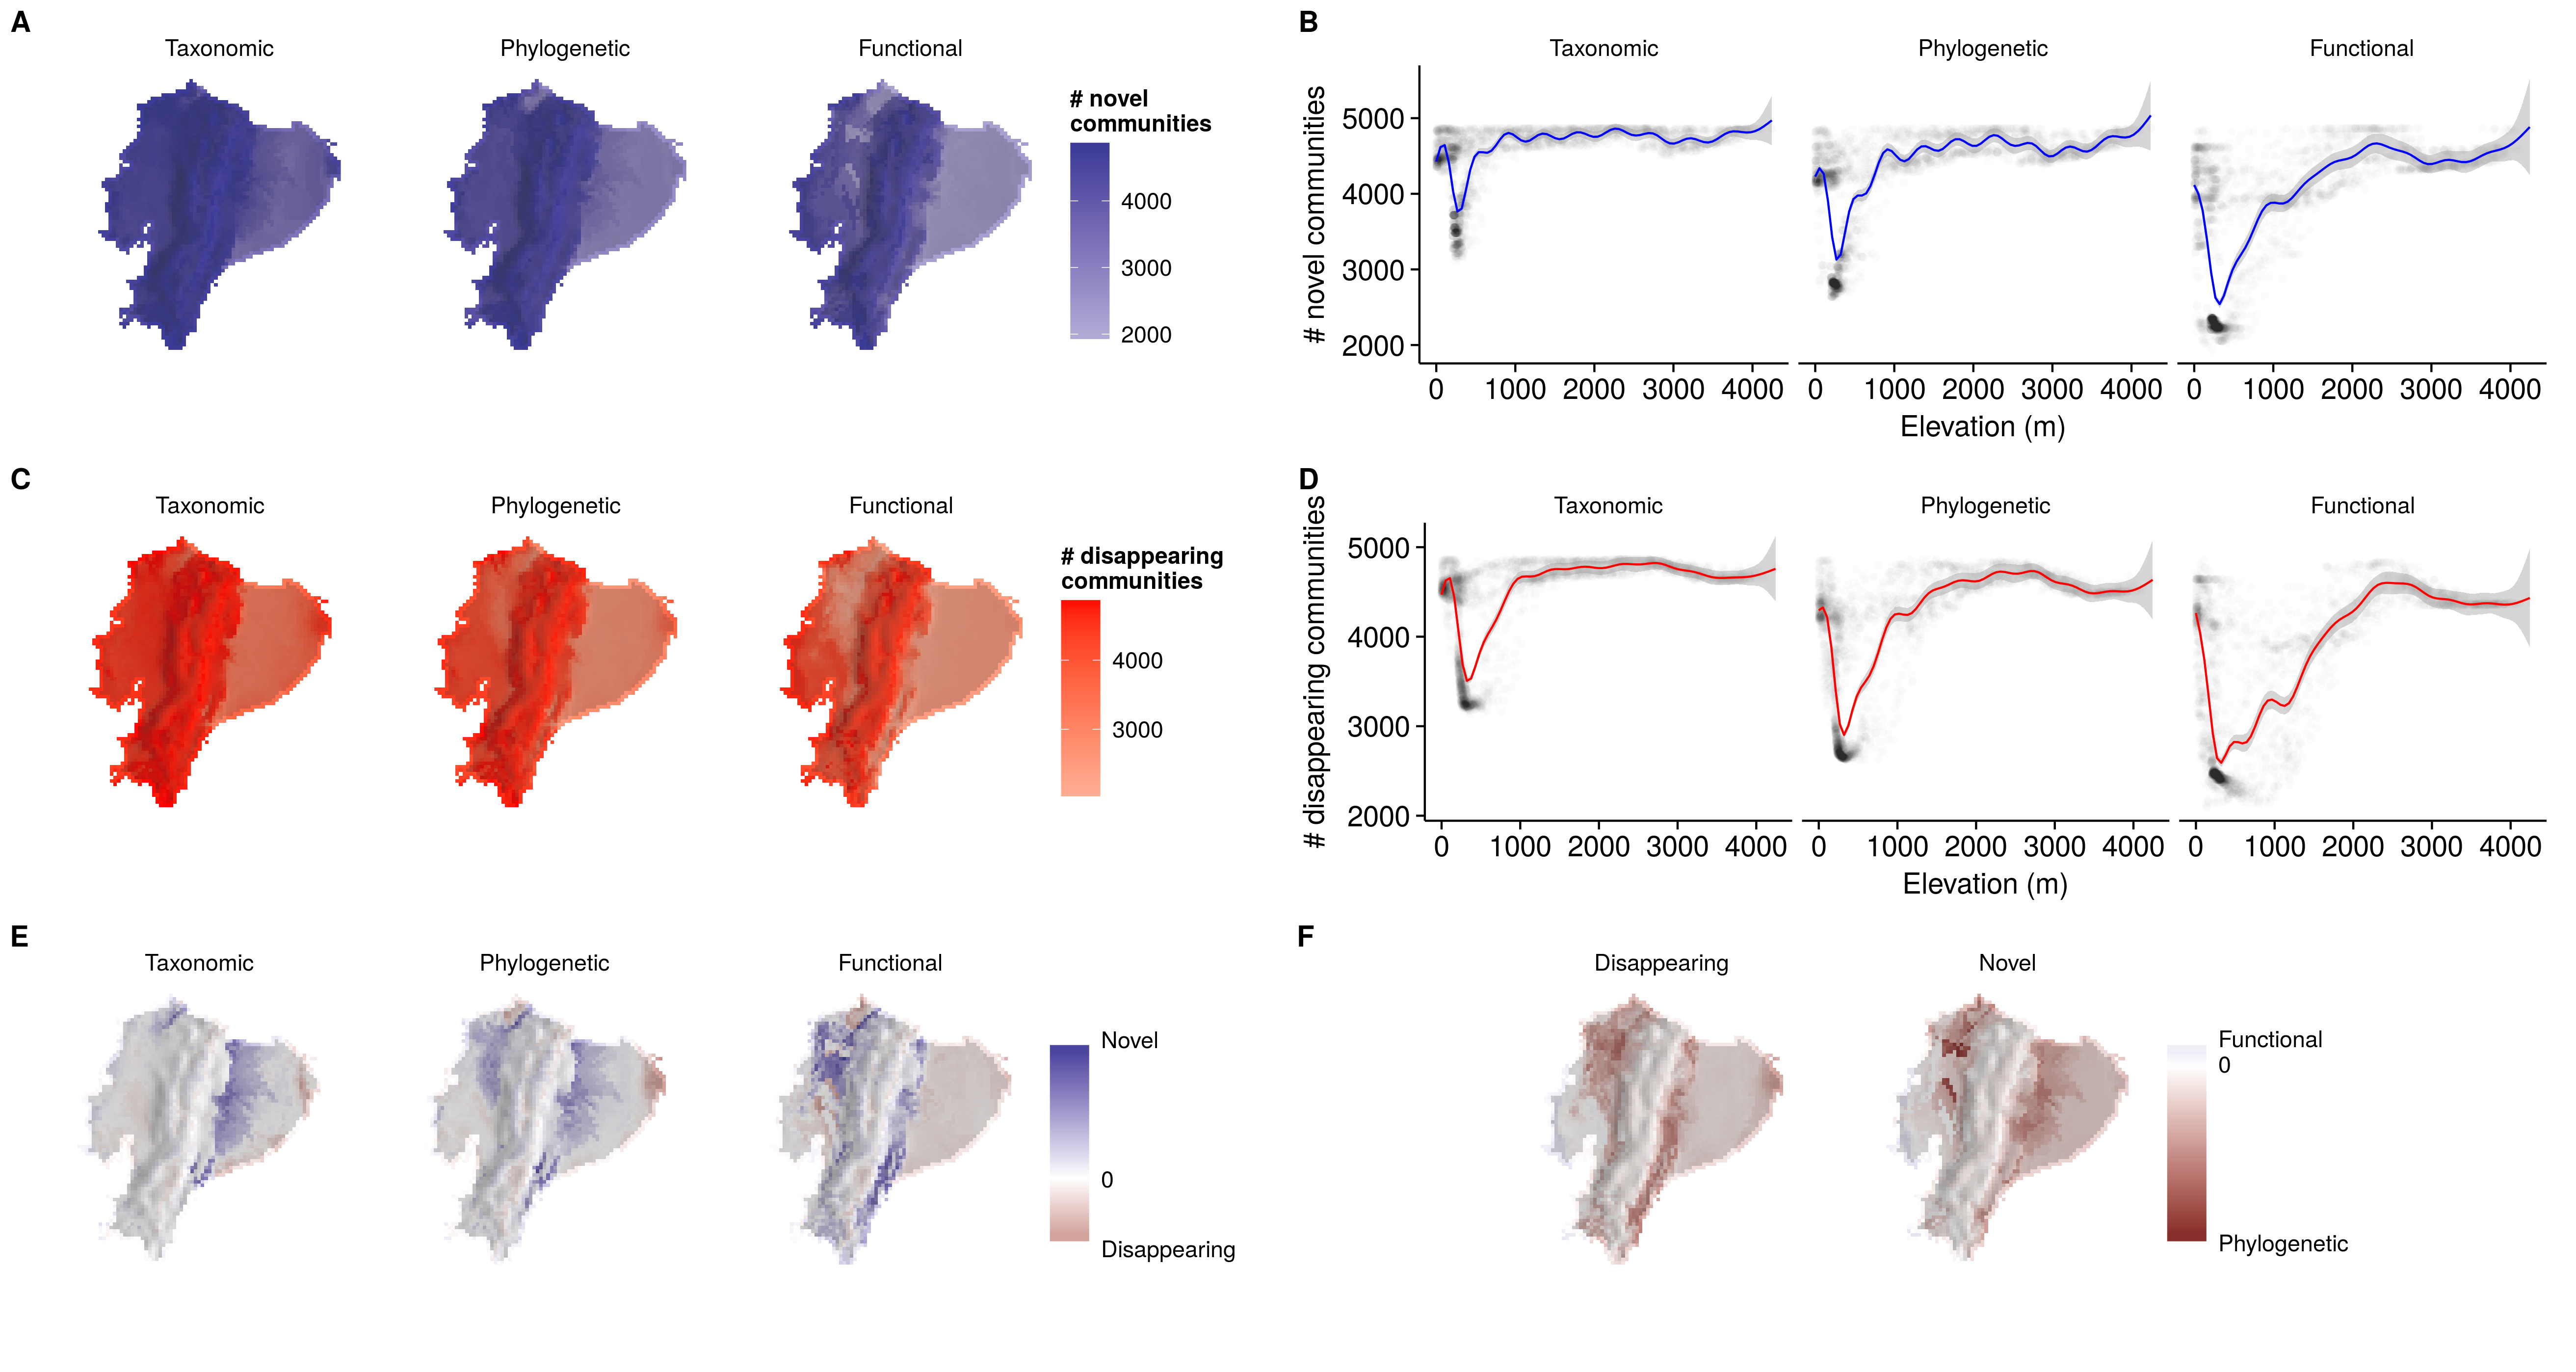 A
Taxonomic
Phylogenetic
Functional
# novel
communities
4000
3000
2000
B
Taxonomic
Phylogenetic
Functional
# novel communities
5000
4000
3000
2000
0 1000 2000 3000 4000
0 1000 2000 3000 4000
0 1000 2000 3000 4000
Elevation (m)
C
Taxonomic
Phylogenetic
Functional
# disappearing
communities
4000
3000
D
Taxonomic
Phylogenetic
Functional
# disappearing communities
5000
4000
3000
2000
0 1000 2000 3000 4000
0 1000 2000 3000 4000
0 1000 2000 3000 4000
Elevation (m)
E
Taxonomic
Phylogenetic
Functional
Novel
0
Disappearing
F
Disappearing
Novel
Functional
0
Phylogenetic